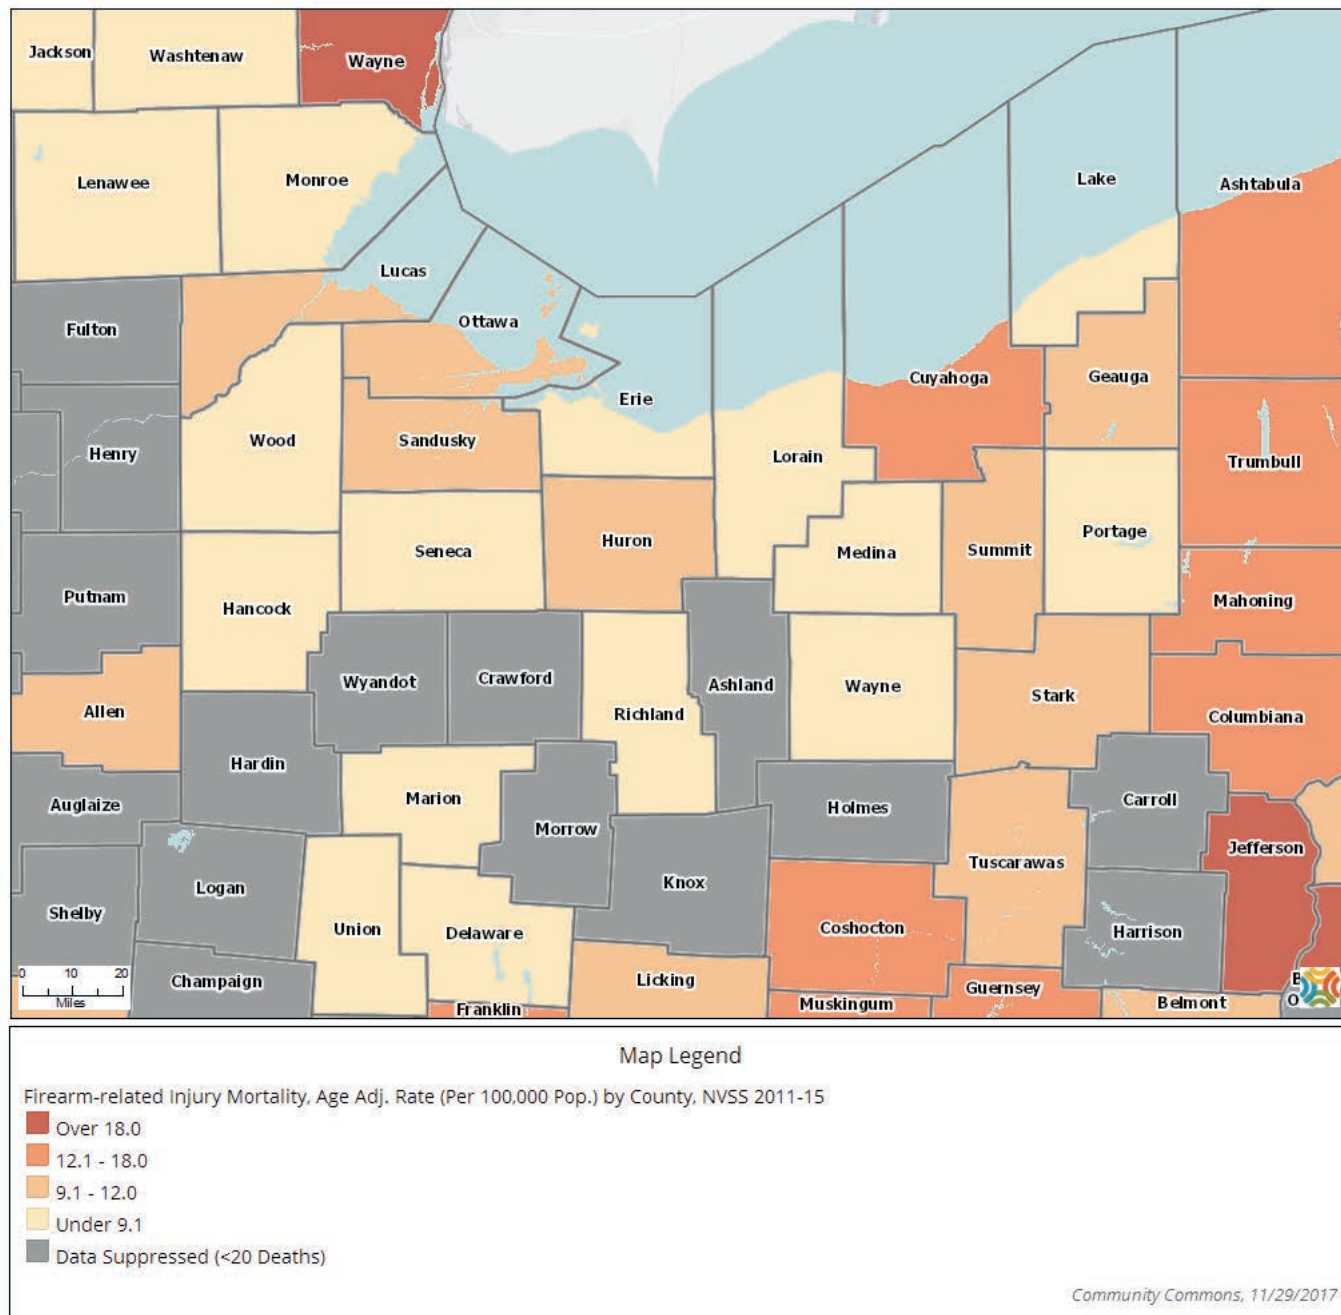 Jackson
Washtenaw
Wayne
Lenawee
Monroe
Lake
Ashtabula
Lucas
Ottawa
Fulton
Cuyahoga
Geauga
Erie
Wood
Sandusky
Henry
Lorain
Trumbull
Huron
Seneca
Medina
Summit
Portage
Putnam
Hancock
Mahoning
Wyandot
Crawford
Ashland
Wayne
Stark
Allen
Richland
Columbiana
Hardin
Auglaize
Marion
Morrow
Holmes
Carroll
Jefferson
Tuscarawas
Logan
Knox
Shelby
Union
Delaware
Coshocton
Harrison
Champaign
Licking
Guernsey
0 10 20
Miles
Franklin
Muskingum
Belmont
B
O
Map Legend
Firearm-related Injury Mortality, Age Adj. Rate (Per 100,000 Pop.) by County, NVSS 2011-15
Over 18.0
12.1 - 18.0
9.1 - 12.0
Under 9.1
Data Suppressed (<20 Deaths)
Community Commons, 11/29/2017